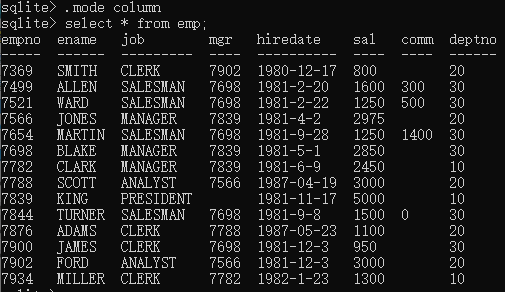 sqlite> .mode column
sqlite> select * from emp;
empno  ename   job        mgr   hiredate    sal   comm  deptno
-----  ------  ---------  ----  ----------  ----  ----  ------
7369   SMITH   CLERK      7902  1980-12-17  800         20
7499   ALLEN   SALESMAN   7698  1981-2-20   1600  300   30
7521   WARD    SALESMAN   7698  1981-2-22   1250  500   30
7566   JONES   MANAGER    7839  1981-4-2    2975        20
7654   MARTIN  SALESMAN   7698  1981-9-28   1250  1400  30
7698   BLAKE   MANAGER    7839  1981-5-1    2850        30
7782   CLARK   MANAGER    7839  1981-6-9    2450        10
7788   SCOTT   ANALYST    7566  1987-04-19  3000        20
7839   KING    PRESIDENT        1981-11-17  5000        10
7844   TURNER  SALESMAN   7698  1981-9-8    1500  0     30
7876   ADAMS   CLERK      7788  1987-05-23  1100        20
7900   JAMES   CLERK      7698  1981-12-3   950         30
7902   FORD    ANALYST    7566  1981-12-3   3000        20
7934   MILLER  CLERK      7782  1982-1-23   1300        10
sqlite>